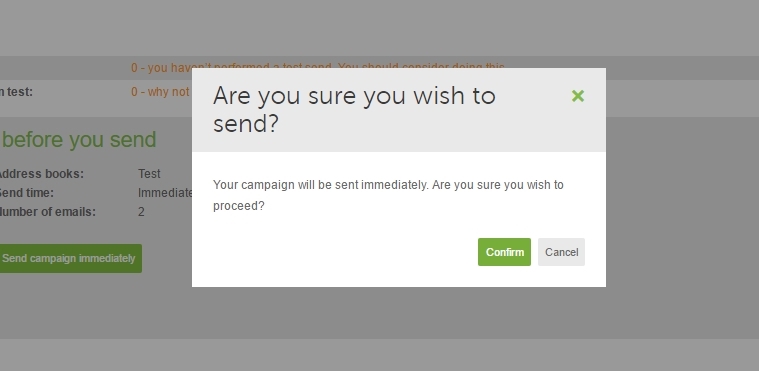 0 - you haven't performed a test send. You should consider doing this
Are you sure you wish to
send?
n test:
0 - why not
before you send
Address books: Test
Send time: Immediate
Number of emails: 2
Your campaign will be sent immediately. Are you sure you wish to
proceed?
Send campaign immediately
Confirm
Cancel